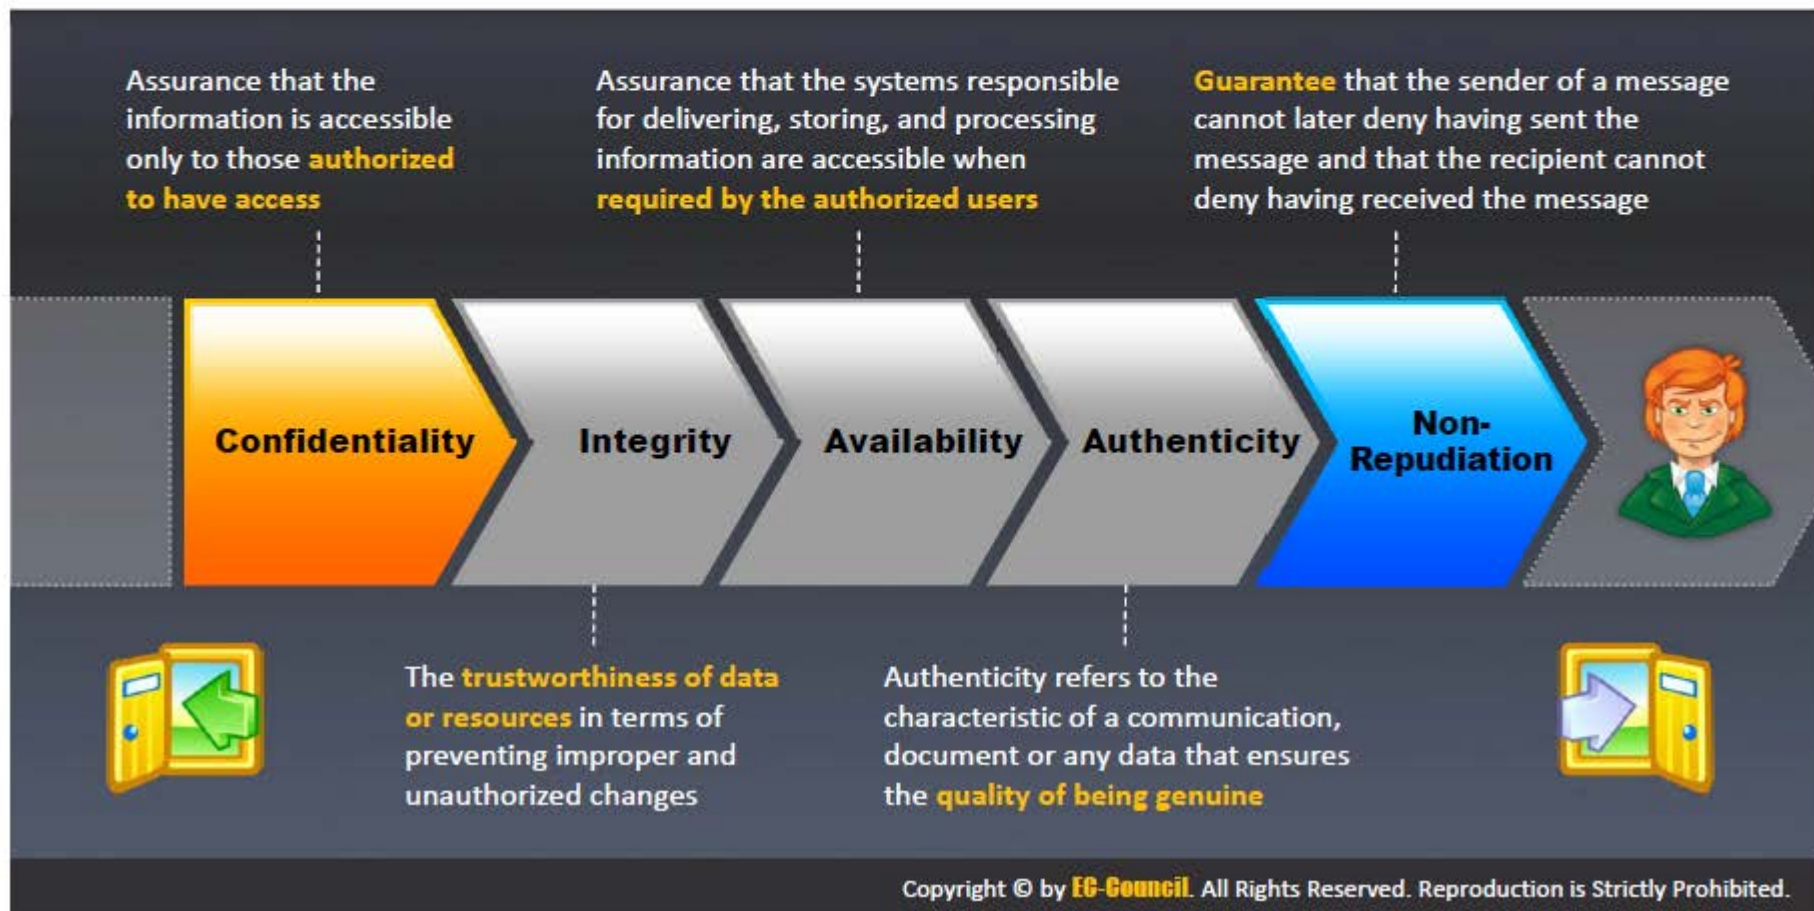 Assurance that the
information is accessible
only to those authorized
to have access
Assurance that the systems responsible
for delivering, storing, and processing
information are accessible when
required by the authorized users
Guarantee that the sender of a message
cannot later deny having sent the
message and that the recipient cannot
deny having received the message
Confidentiality
Integrity
Availability
Authenticity
Non-
Repudiation
The trustworthiness of data
or resources in terms of
preventing improper and
unauthorized changes
Authenticity refers to the
characteristic of a communication,
document or any data that ensures
the quality of being genuine
Copyright © by EC-Council. All Rights Reserved. Reproduction is Strictly Prohibited.